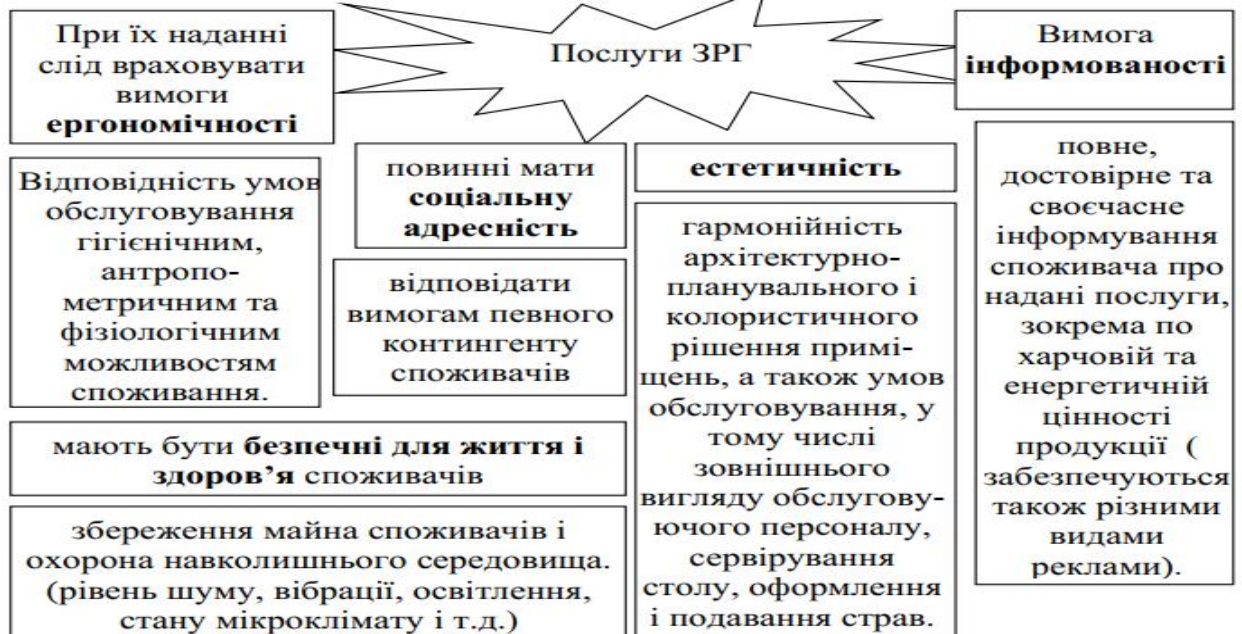 При їх наданні
слід враховувати
вимоги
ергономічності
Послуги ЗРГ
Вимога
інформованості
Відповідність умов
обслуговування
гігієнічним,
антропо-
метричним та
фізіологічним
можливостям
споживання.
повинні мати
соціальну
адресність
відповідати
вимогам певного
контингенту
споживачів
естетичність
гармонійність
архітектурно-
планувального і
колористичного
рішення примі-
щень, а також умов
обслуговування, у
тому числі
зовнішнього
вигляду обслугову-
ючого персоналу,
сервірування
столу, оформлення
і подавання страв.
повне,
достовірне та
своєчасне
інформування
споживача про
надані послуги,
зокрема по
харчовій та
енергетичній
цінності
продукції (
забезпечуються
також різними
видами
реклами).
мають бути безпечні для життя і
здоров’я споживачів
збереження майна споживачів і
охорона навколишнього середовища.
(рівень шуму, вібрації, освітлення,
стану мікроклімату і т.д.)